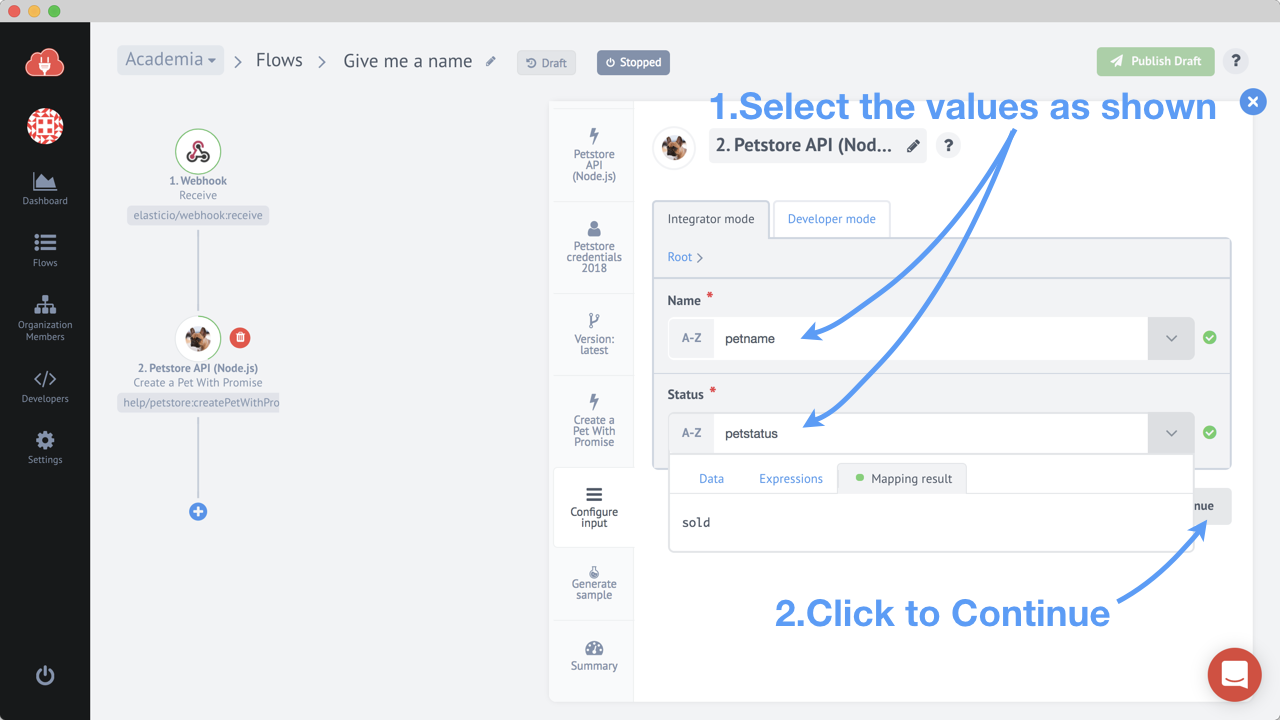 Academia
Flows
Give me a name
Draft
Stopped
Publish Draft
?
1.Select the values as shown
Dashboard
Flows
Organization
Members
Developers
Settings
1. Webhook
Receive
elasticio/webhook:receive
2. Petstore API (Node.js)
Create a Pet With Promise
help/petstore:createPetWithPro
Petstore
API
(Node.js)
Petstore
credentials
2018
Version:
latest
Create a
Pet With
Promise
Configure
input
Generate
sample
Summary
2. Petstore API (Nod...
?
Integrator mode
Developer mode
Root
Name *
A-Z petname
Status *
A-Z petstatus
Data
Expressions
Mapping result
sold
nue
2.Click to Continue